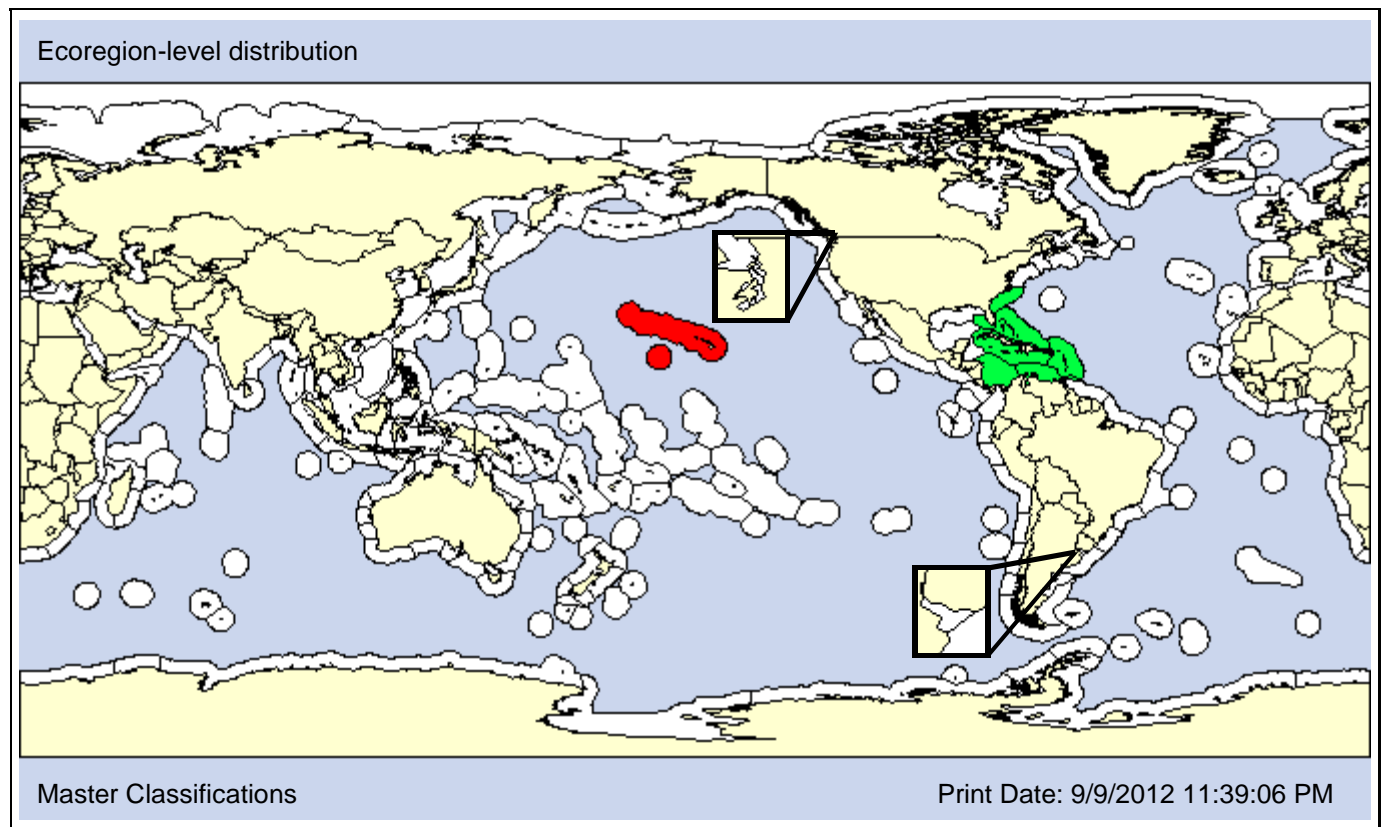 Ecoregion-level distribution
Master Classifications
Print Date: 9/9/2012 11:39:06 PM